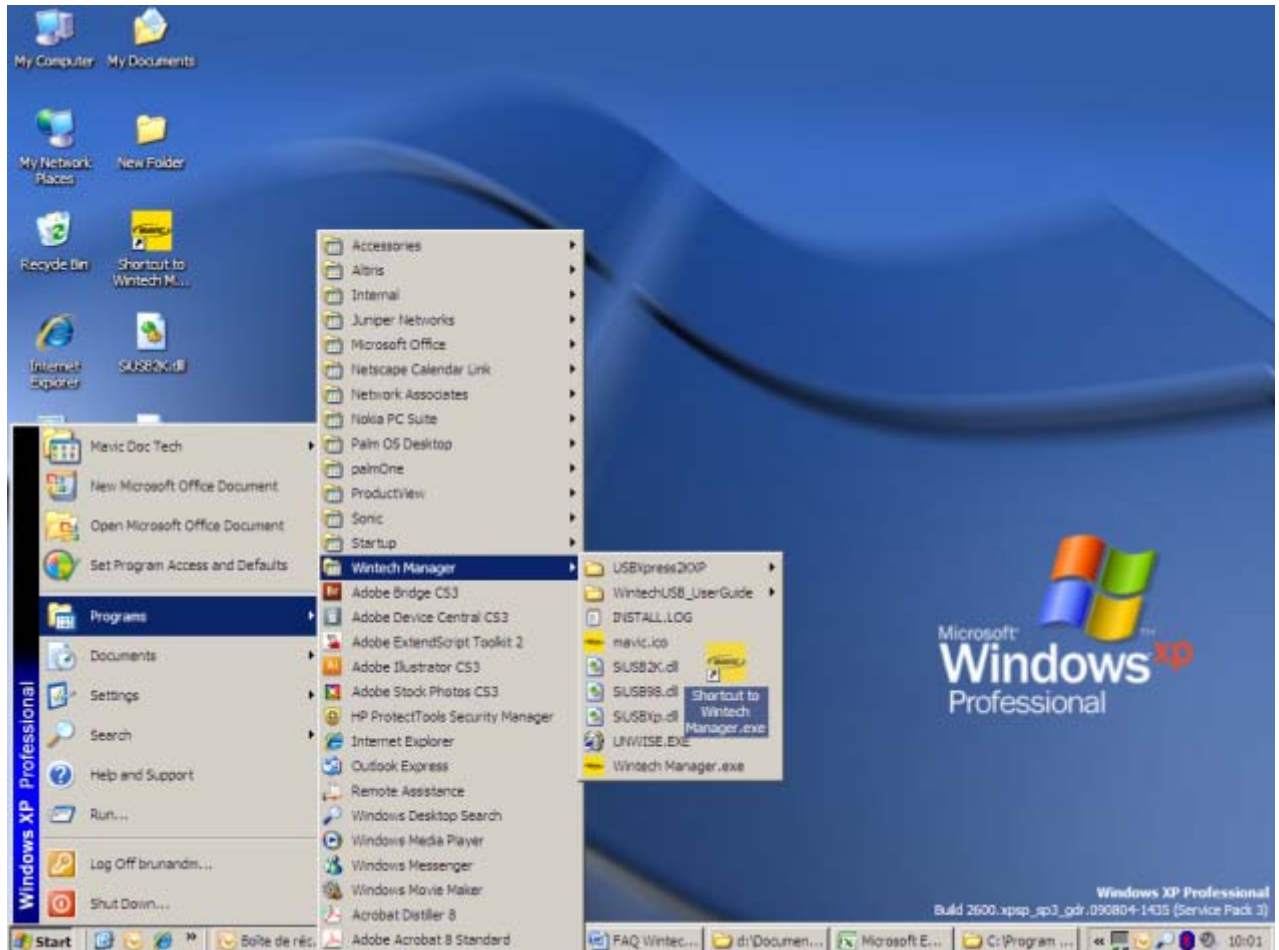 My Computer
My Documents
My Network
Places
New Folder
Recycle Bin
Shortcut to
Wintech M...
Internet
Explorer
SiUSB2K.dll
Mavic Doc Tech
New Microsoft Office Document
Open Microsoft Office Document
Set Program Access and Defaults
Programs
Documents
Settings
Search
Help and Support
Run...
Log Off brunandm...
Shut Down...
Windows XP Professional
Accessories
Altiris
Internal
Juniper Networks
Microsoft Office
Netscape Calendar Link
Network Associates
Nokia PC Suite
Palm OS Desktop
palmOne
ProductView
Sonic
Startup
Wintech Manager
Adobe Bridge CS3
Adobe Device Central CS3
Adobe ExtendScript Toolkit 2
Adobe Illustrator CS3
Adobe Stock Photos CS3
HP ProtectTools Security Manager
Internet Explorer
Outlook Express
Remote Assistance
Windows Desktop Search
Windows Media Player
Windows Messenger
Windows Movie Maker
Acrobat Distiller 8
Adobe Acrobat 8 Standard
USBXpress2KXP
WintechUSB_UserGuide
INSTALL.LOG
mavic.ico
SiUSB2K.dll
SiUSB98.dll
SiUSBXp.dll
UNWISE.EXE
Wintech Manager.exe
Shortcut to
Wintech
Manager.exe
Microsoft
Windows xp
Professional
Windows XP Professional
Build 2600.xpsp_sp3_gdr.090804-1435 (Service Pack 3)
Start
Boîte de réc.
FAQ Wintec...
d:\Documen...
Microsoft E...
C:\Program ...
10:01